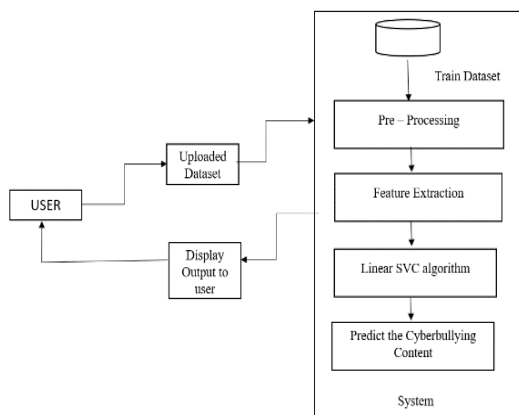 Train Dataset
Pre – Processing
Uploaded
Dataset
Feature Extraction
USER
Display
Output to
user
Linear SVC algorithm
Predict the Cyberbullying
Content
System